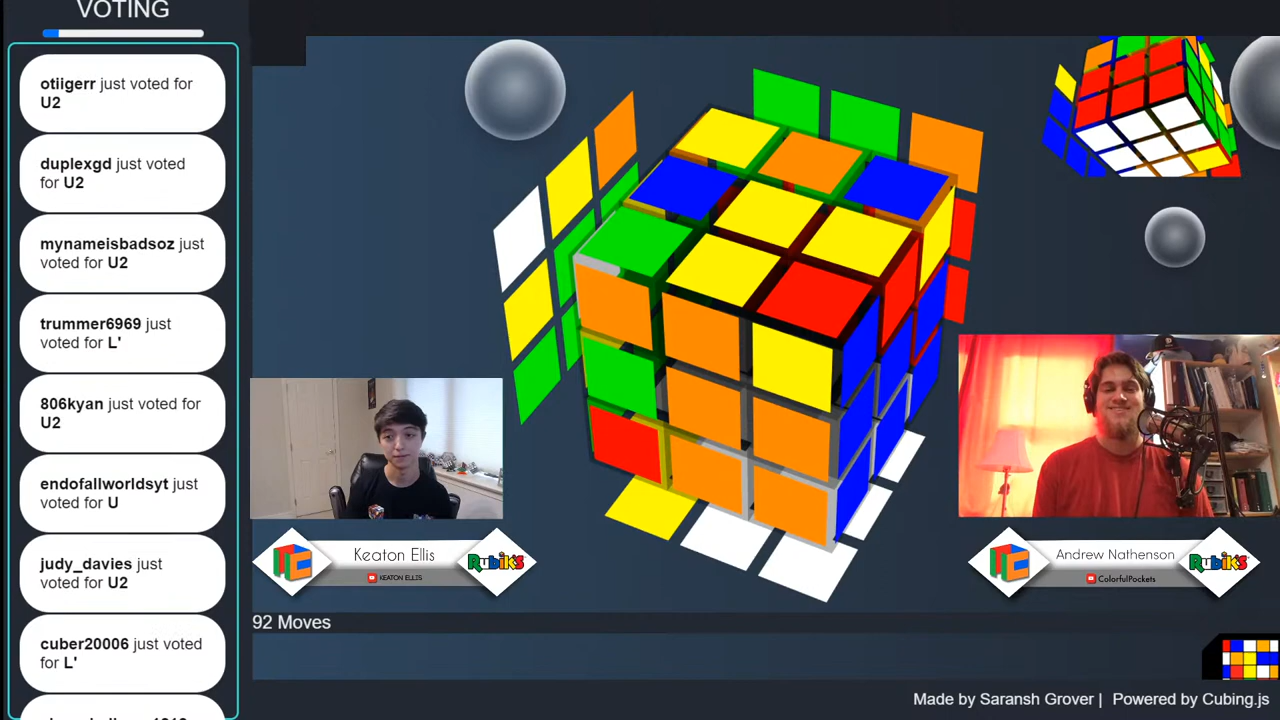 VOTING
otiigerr just voted for
U2
duplexgd just voted
for U2
mynameisbadsoz just
voted for U2
trummer6969 just
voted for L'
806kyan just voted for
U2
endofallworldsyt just
voted for U
judy_davies just
voted for U2
cuber20006 just voted
for L'
Keaton Ellis
KEATON ELLIS
Rubik's
Andrew Nathenson
ColorfulPockets
Rubik's
92 Moves
Made by Saransh Grover | Powered by Cubing.js